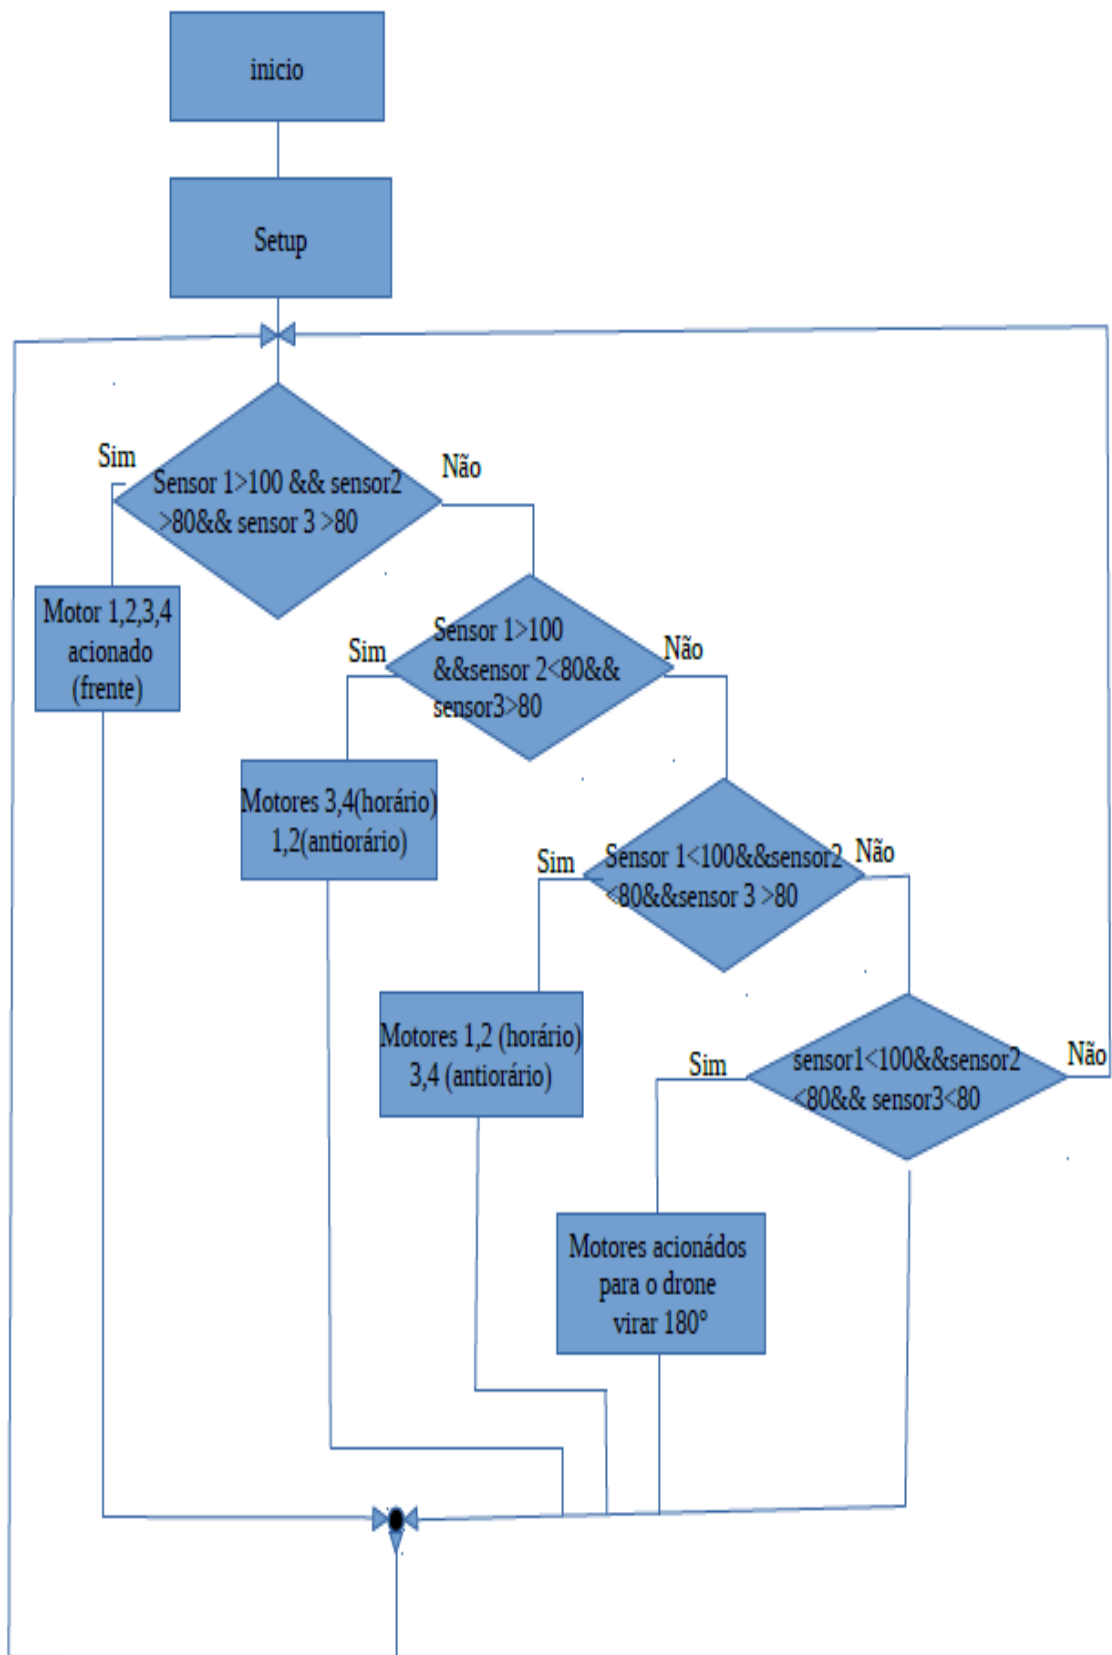 inicio
Setup
Sim
Não
Sensor 1>100 && sensor2
>80&& sensor 3 >80
Motor 1,2,3,4
acionado
(frente)
Sim
Não
Sensor 1>100
&&sensor 2<80&&
sensor3>80
Motores 3,4(horário)
1,2(antiorário)
Sim
Não
Sensor 1<100&&sensor2
<80&&sensor 3 >80
Motores 1,2 (horário)
3,4 (antiorário)
Sim
Não
sensor1<100&&sensor2
<80&& sensor3<80
Motores acionádos
para o drone
virar 180°